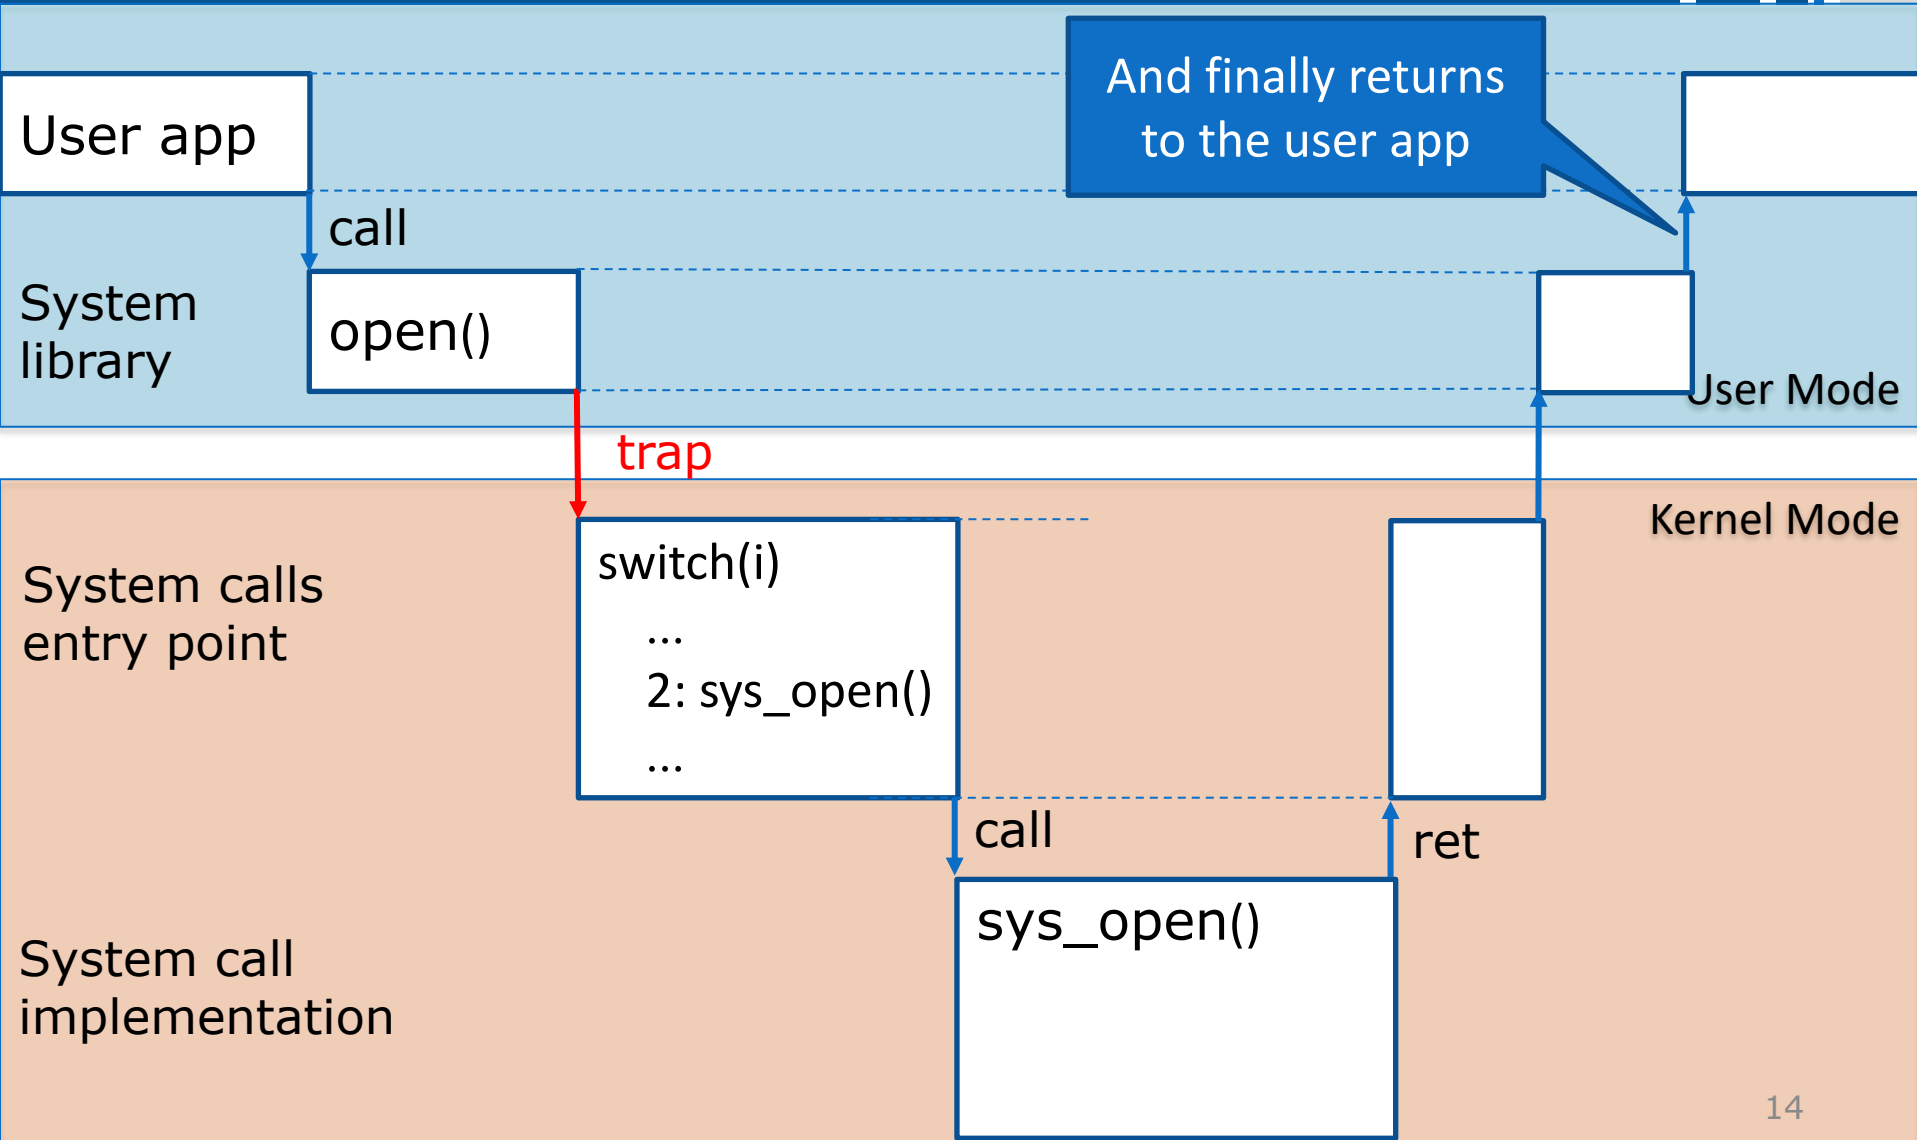 And finally returns
to the user app
User app
call
System
library
open()
User Mode
trap
Kernel Mode
System calls
entry point
switch(i)
...
2: sys_open()
...
call
ret
sys_open()
System call
implementation
14